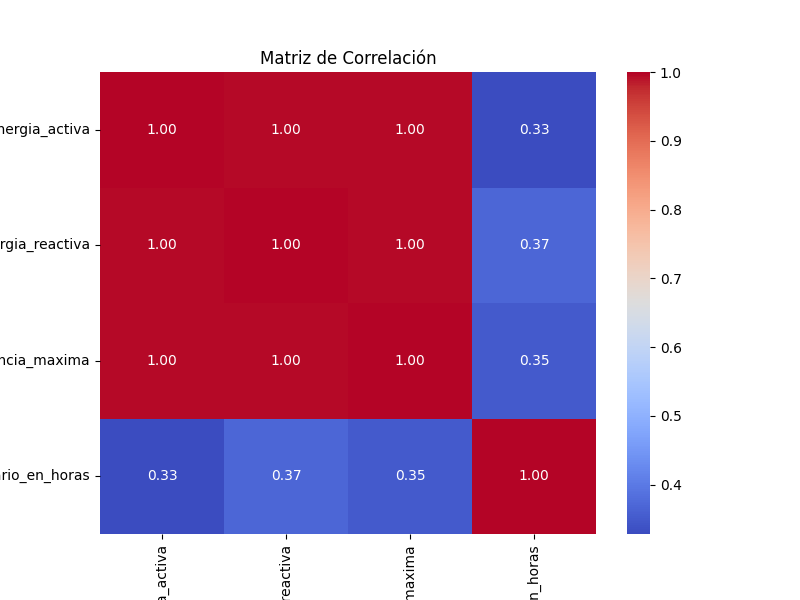 Matriz de Correlación
nergia_activa 1.00 1.00 1.00 0.33
rgia_reactiva 1.00 1.00 1.00 0.37
ncia_maxima 1.00 1.00 1.00 0.35
rio_en_horas 0.33 0.37 0.35 1.00
a_activa
reactiva
maxima
n_horas
1.0
0.9
0.8
0.7
0.6
0.5
0.4